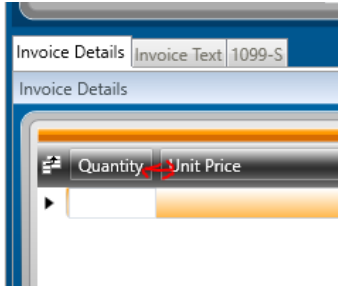 Invoice Details Invoice Text 1099-S
Invoice Details
Quantity Unit Price